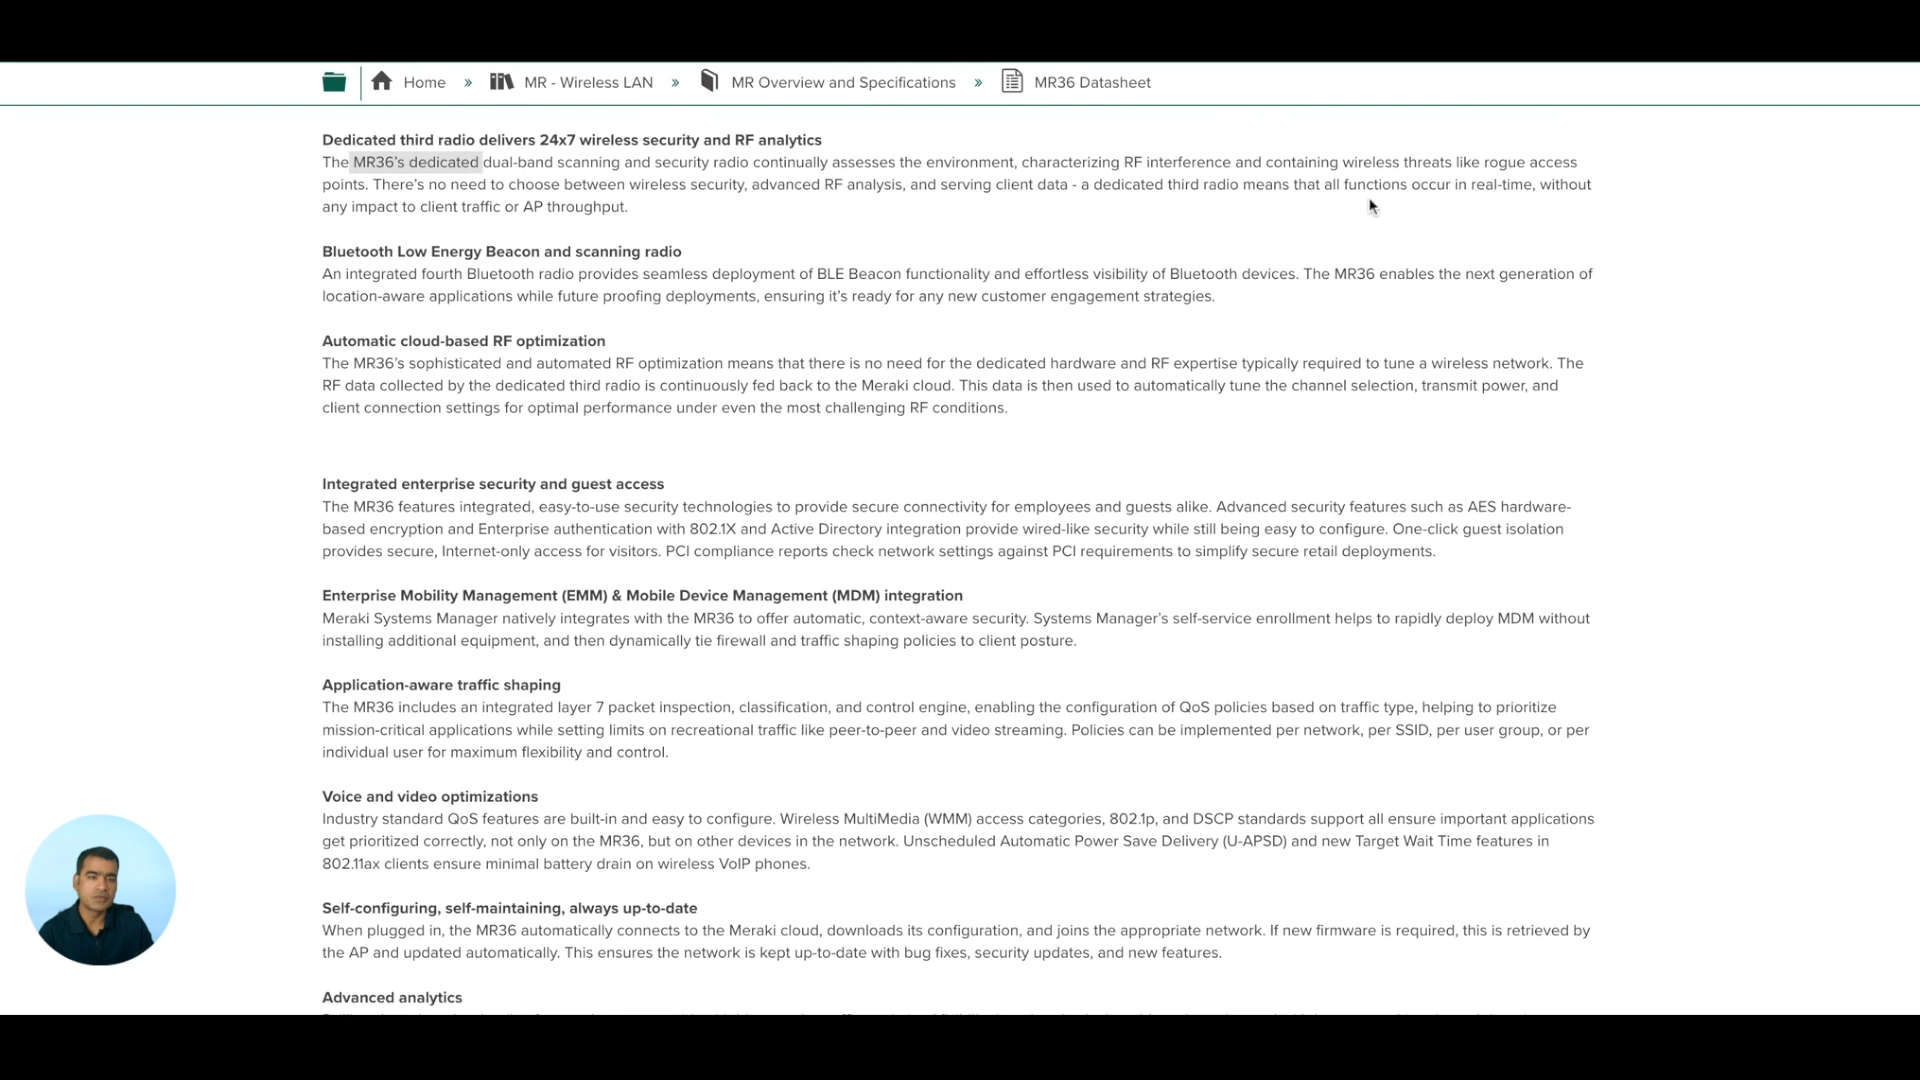 Home » MR - Wireless LAN » MR Overview and Specifications » MR36 Datasheet
Dedicated third radio delivers 24x7 wireless security and RF analytics
The MR36’s dedicated dual-band scanning and security radio continually assesses the environment, characterizing RF interference and containing wireless threats like rogue access
points. There’s no need to choose between wireless security, advanced RF analysis, and serving client data - a dedicated third radio means that all functions occur in real-time, without
any impact to client traffic or AP throughput.
Bluetooth Low Energy Beacon and scanning radio
An integrated fourth Bluetooth radio provides seamless deployment of BLE Beacon functionality and effortless visibility of Bluetooth devices. The MR36 enables the next generation of
location-aware applications while future proofing deployments, ensuring it’s ready for any new customer engagement strategies.
Automatic cloud-based RF optimization
The MR36’s sophisticated and automated RF optimization means that there is no need for the dedicated hardware and RF expertise typically required to tune a wireless network. The
RF data collected by the dedicated third radio is continuously fed back to the Meraki cloud. This data is then used to automatically tune the channel selection, transmit power, and
client connection settings for optimal performance under even the most challenging RF conditions.
Integrated enterprise security and guest access
The MR36 features integrated, easy-to-use security technologies to provide secure connectivity for employees and guests alike. Advanced security features such as AES hardware-
based encryption and Enterprise authentication with 802.1X and Active Directory integration provide wired-like security while still being easy to configure. One-click guest isolation
provides secure, Internet-only access for visitors. PCI compliance reports check network settings against PCI requirements to simplify secure retail deployments.
Enterprise Mobility Management (EMM) & Mobile Device Management (MDM) integration
Meraki Systems Manager natively integrates with the MR36 to offer automatic, context-aware security. Systems Manager’s self-service enrollment helps to rapidly deploy MDM without
installing additional equipment, and then dynamically tie firewall and traffic shaping policies to client posture.
Application-aware traffic shaping
The MR36 includes an integrated layer 7 packet inspection, classification, and control engine, enabling the configuration of QoS policies based on traffic type, helping to prioritize
mission-critical applications while setting limits on recreational traffic like peer-to-peer and video streaming. Policies can be implemented per network, per SSID, per user group, or per
individual user for maximum flexibility and control.
Voice and video optimizations
Industry standard QoS features are built-in and easy to configure. Wireless MultiMedia (WMM) access categories, 802.1p, and DSCP standards support all ensure important applications
get prioritized correctly, not only on the MR36, but on other devices in the network. Unscheduled Automatic Power Save Delivery (U-APSD) and new Target Wait Time features in
802.11ax clients ensure minimal battery drain on wireless VoIP phones.
Self-configuring, self-maintaining, always up-to-date
When plugged in, the MR36 automatically connects to the Meraki cloud, downloads its configuration, and joins the appropriate network. If new firmware is required, this is retrieved by
the AP and updated automatically. This ensures the network is kept up-to-date with bug fixes, security updates, and new features.
Advanced analytics